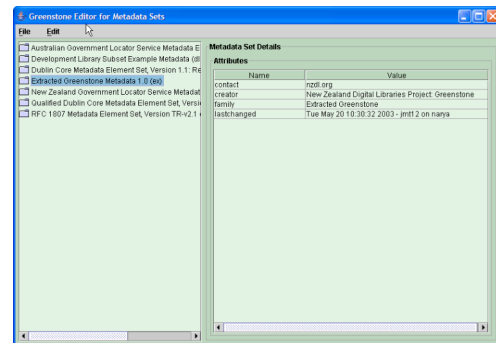 Greenstone Editor for Metadata Sets
File Edit
Australian Government Locator Service Metadata E
Development Library Subset Example Metadata (dl
Dublin Core Metadata Element Set, Version 1.1: Re
Extracted Greenstone Metadata 1.0 (ex)
New Zealand Government Locator Service Metadat
Qualified Dublin Core Metadata Element Set, Versi
RFC 1807 Metadata Element Set, Version TR-v2.1
Metadata Set Details
Attributes
Name Value
contact nzdl.org
creator New Zealand Digital Libraries Project: Greenstone
family Extracted Greenstone
lastchanged Tue May 20 10:30:32 2003 - jmt12 on narya